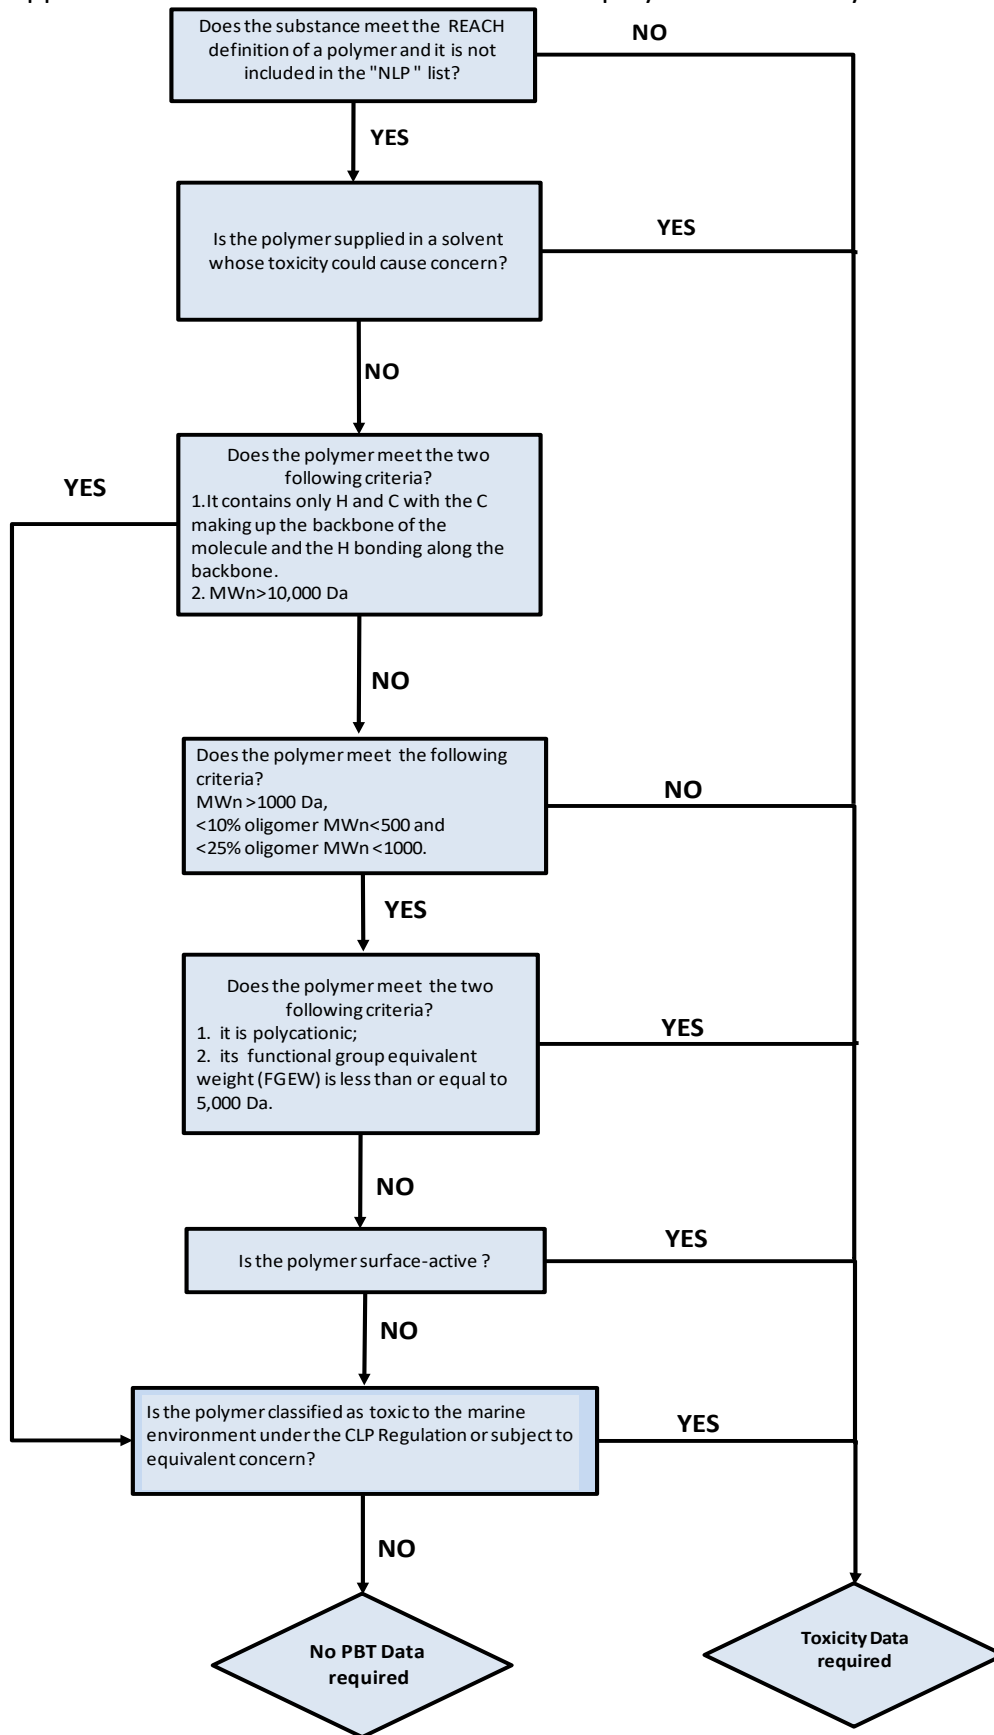 Does the substance meet the REACH
definition of a polymer and it is not
included in the "NLP " list?
NO
YES
Is the polymer supplied in a solvent
whose toxicity could cause concern?
YES
NO
Does the polymer meet the two
following criteria?
1.It contains only H and C with the C
making up the backbone of the
molecule and the H bonding along the
backbone.
2. MWn>10,000 Da
YES
NO
Does the polymer meet the following
criteria?
MWn >1000 Da,
<10% oligomer MWn<500 and
<25% oligomer MWn <1000.
NO
YES
Does the polymer meet the two
following criteria?
1. it is polycationic;
2. its functional group equivalent
weight (FGEW) is less than or equal to
5,000 Da.
YES
NO
Is the polymer surface-active ?
YES
NO
Is the polymer classified as toxic to the marine
environment under the CLP Regulation or subject to
equivalent concern?
YES
NO
No PBT Data
required
Toxicity Data
required